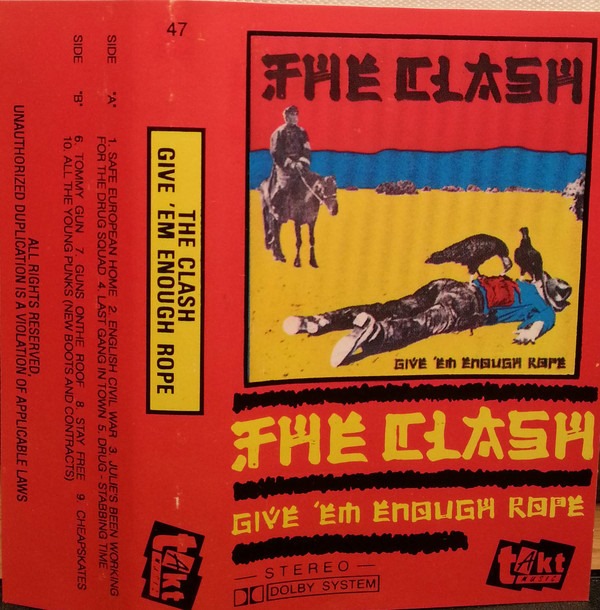 47
SIDE "A" 1. SAFE EUROPEAN HOME 2. ENGLISH CIVIL WAR 3. JULIE'S BEEN WORKING
FOR THE DRUG SQUAD 4. LAST GANG IN TOWN 5. DRUG - STABBING TIME
SIDE "B" 6. TOMMY GUN 7. GUNS ONTHE ROOF 8. STAY FREE 9. CHEAPSKATES
10. ALL THE YOUNG PUNKS (NEW BOOTS AND CONTRACTS)
ALL RIGHTS RESERVED,
UNAUTHORIZED DUPLICATION IS A VIOLATION OF APPLICABLE LAWS
THE CLASH
GIVE 'EM ENOUGH ROPE
takt
MUSIC
THE CLASH
GIVE 'EM ENOUGH ROPE
THE CLASH
GIVE 'EM ENOUGH ROPE
STEREO
DOLBY SYSTEM
takt
MUSIC